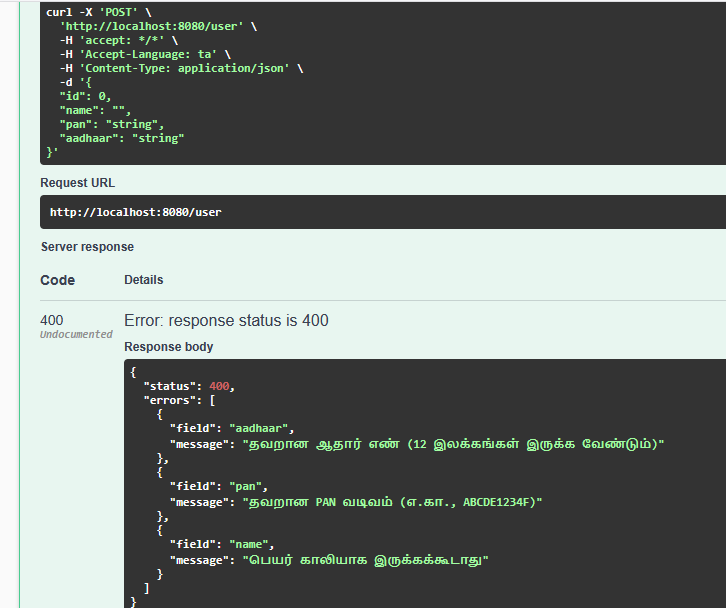 curl -X 'POST' \
'http://localhost:8080/user' \
-H 'accept: */*' \
-H 'Accept-Language: ta' \
-H 'Content-Type: application/json' \
-d '{
"id": 0,
"name": "",
"pan": "string",
"aadhaar": "string"
}'
Request URL
http://localhost:8080/user
Server response
Code Details
400 Error: response status is 400
Undocumented
Response body
{
"status": 400,
"errors": [
{
"field": "aadhaar",
"message": "தவறான ஆதார் எண் (12 இலக்கங்கள் இருக்க வேண்டும்)"
},
{
"field": "pan",
"message": "தவறான PAN வடிவம் (எ.கா., ABCDE1234F)"
},
{
"field": "name",
"message": "பெயர் காலியாக இருக்கக்கூடாது"
}
]
}